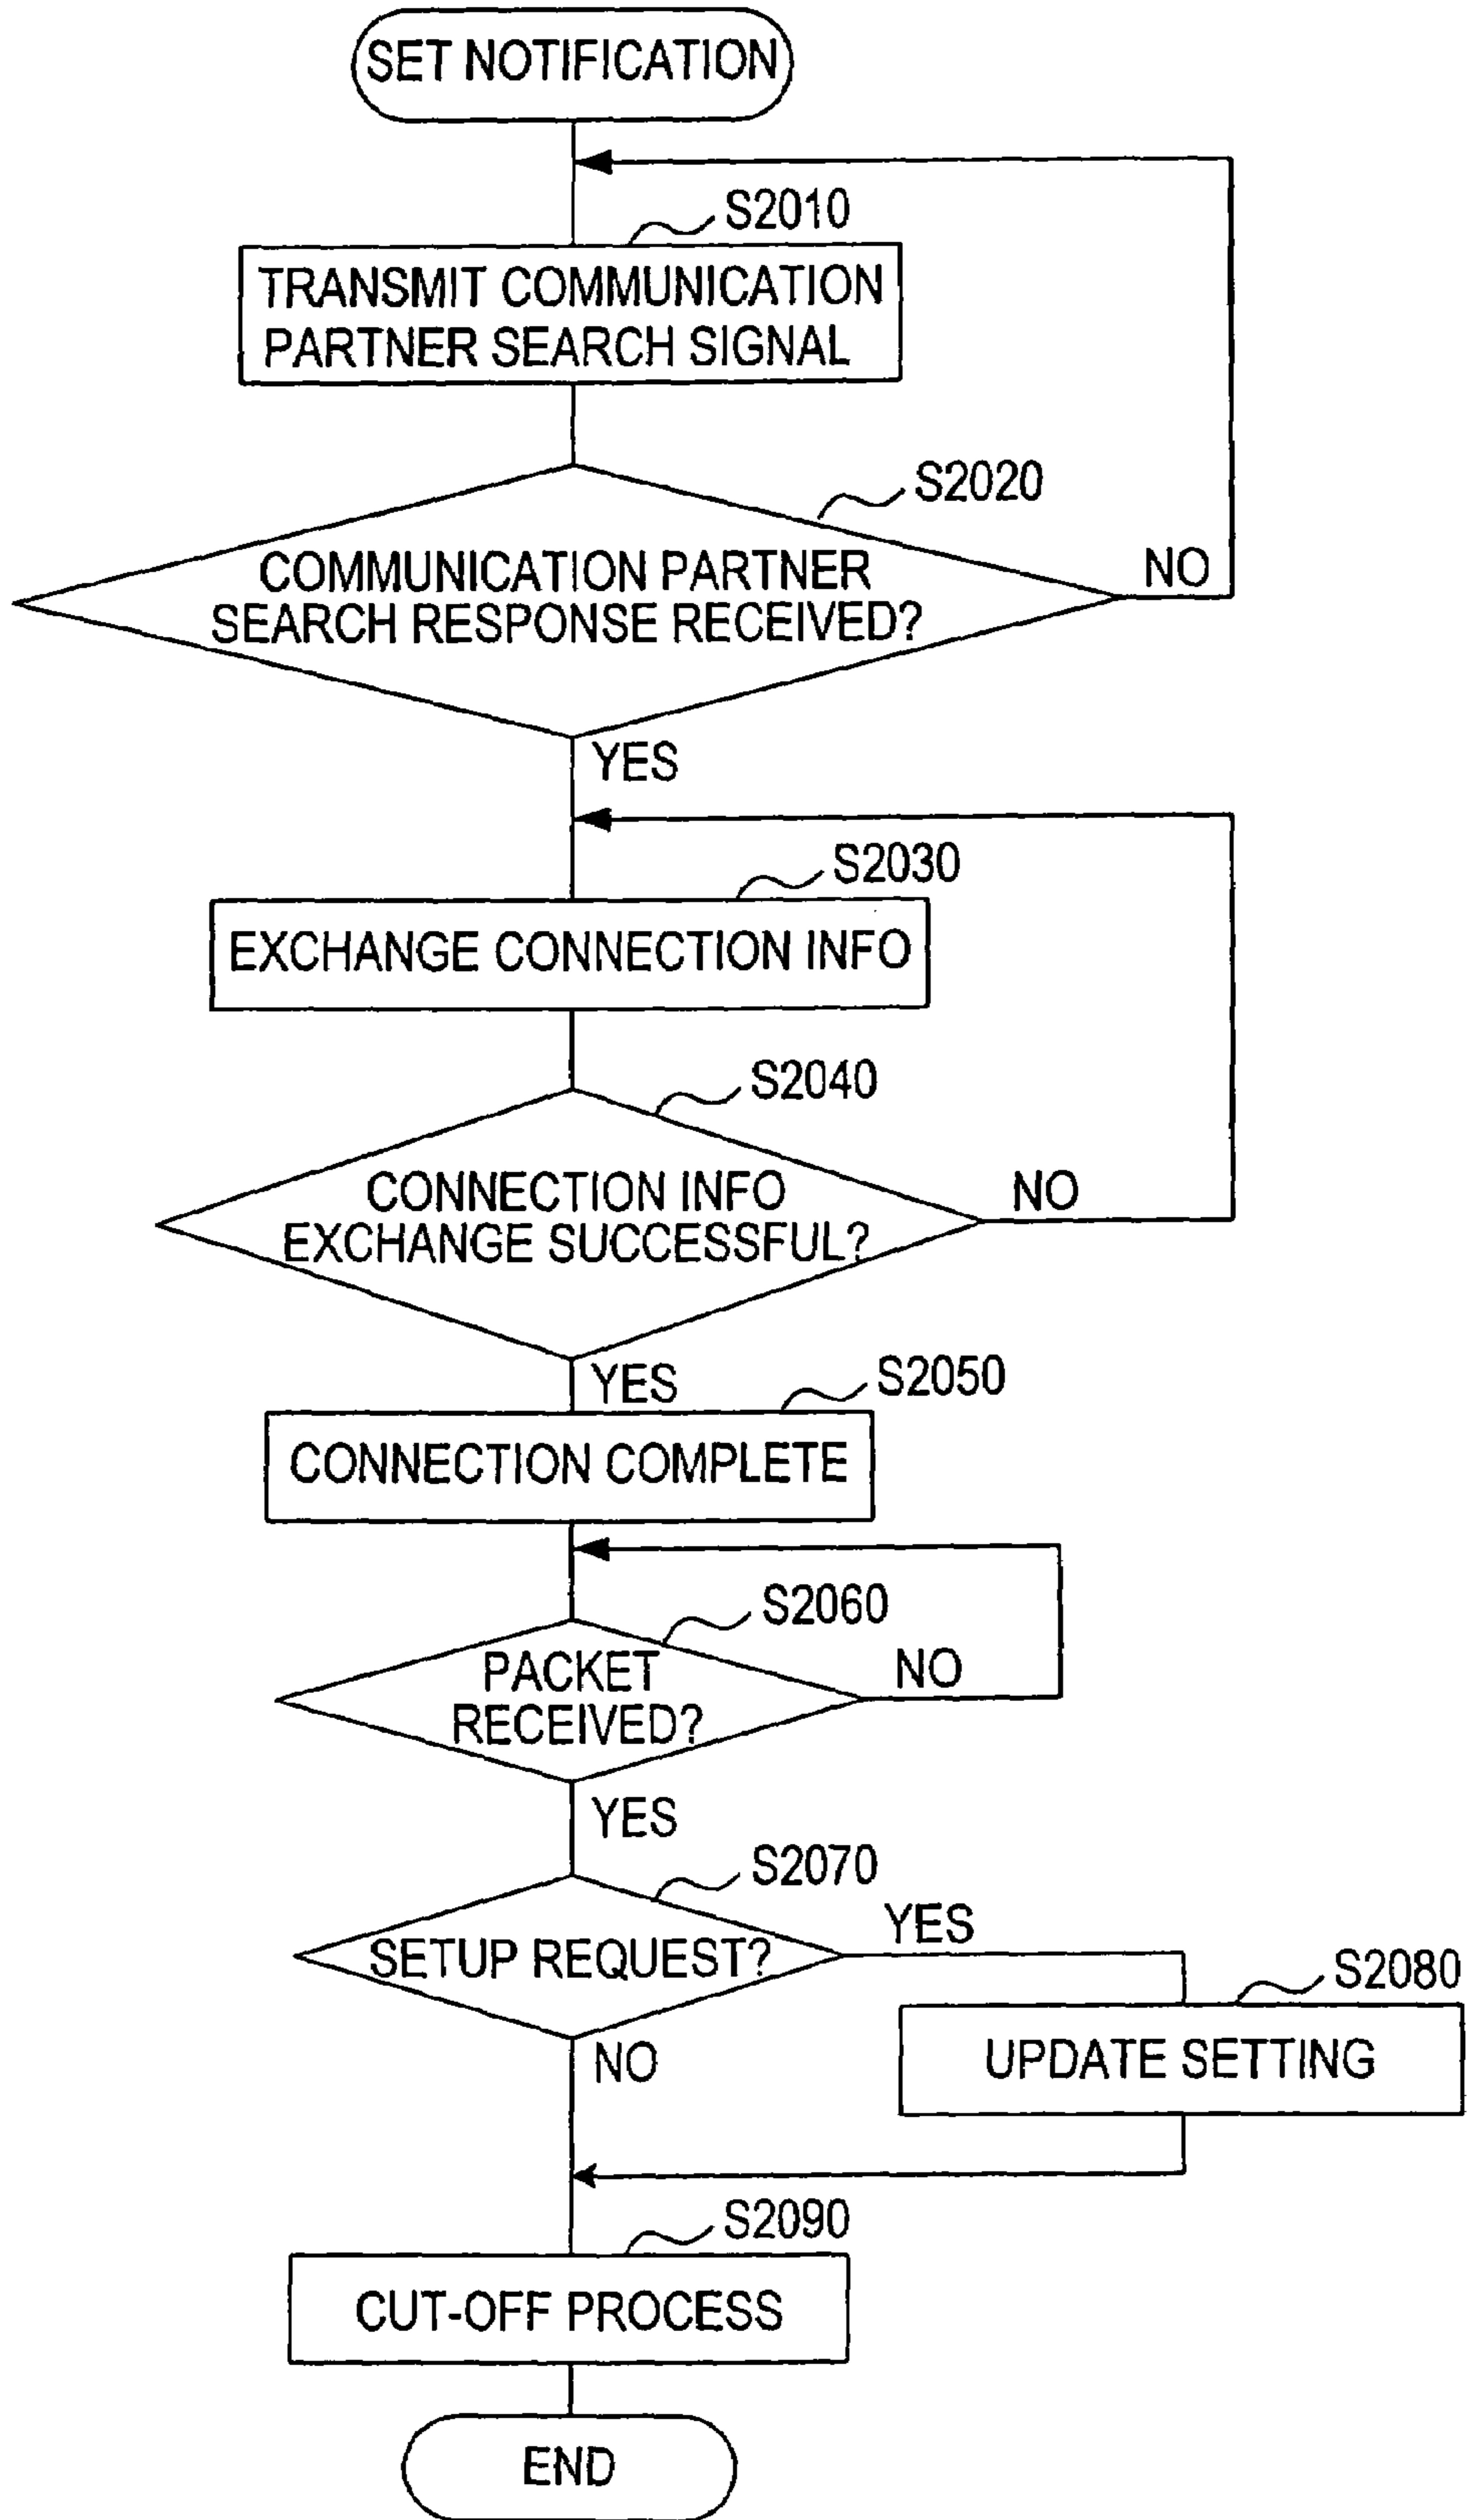 SET NOTIFICATION
S2010
TRANSMIT COMMUNICATION
PARTNER SEARCH SIGNAL
S2020
COMMUNICATION PARTNER
SEARCH RESPONSE RECEIVED?
NO
YES
S2030
EXCHANGE CONNECTION INFO
S2040
CONNECTION INFO
EXCHANGE SUCCESSFUL?
NO
YES
S2050
CONNECTION COMPLETE
S2060
PACKET
RECEIVED?
NO
YES
S2070
SETUP REQUEST?
YES
S2080
UPDATE SETTING
NO
S2090
CUT-OFF PROCESS
END